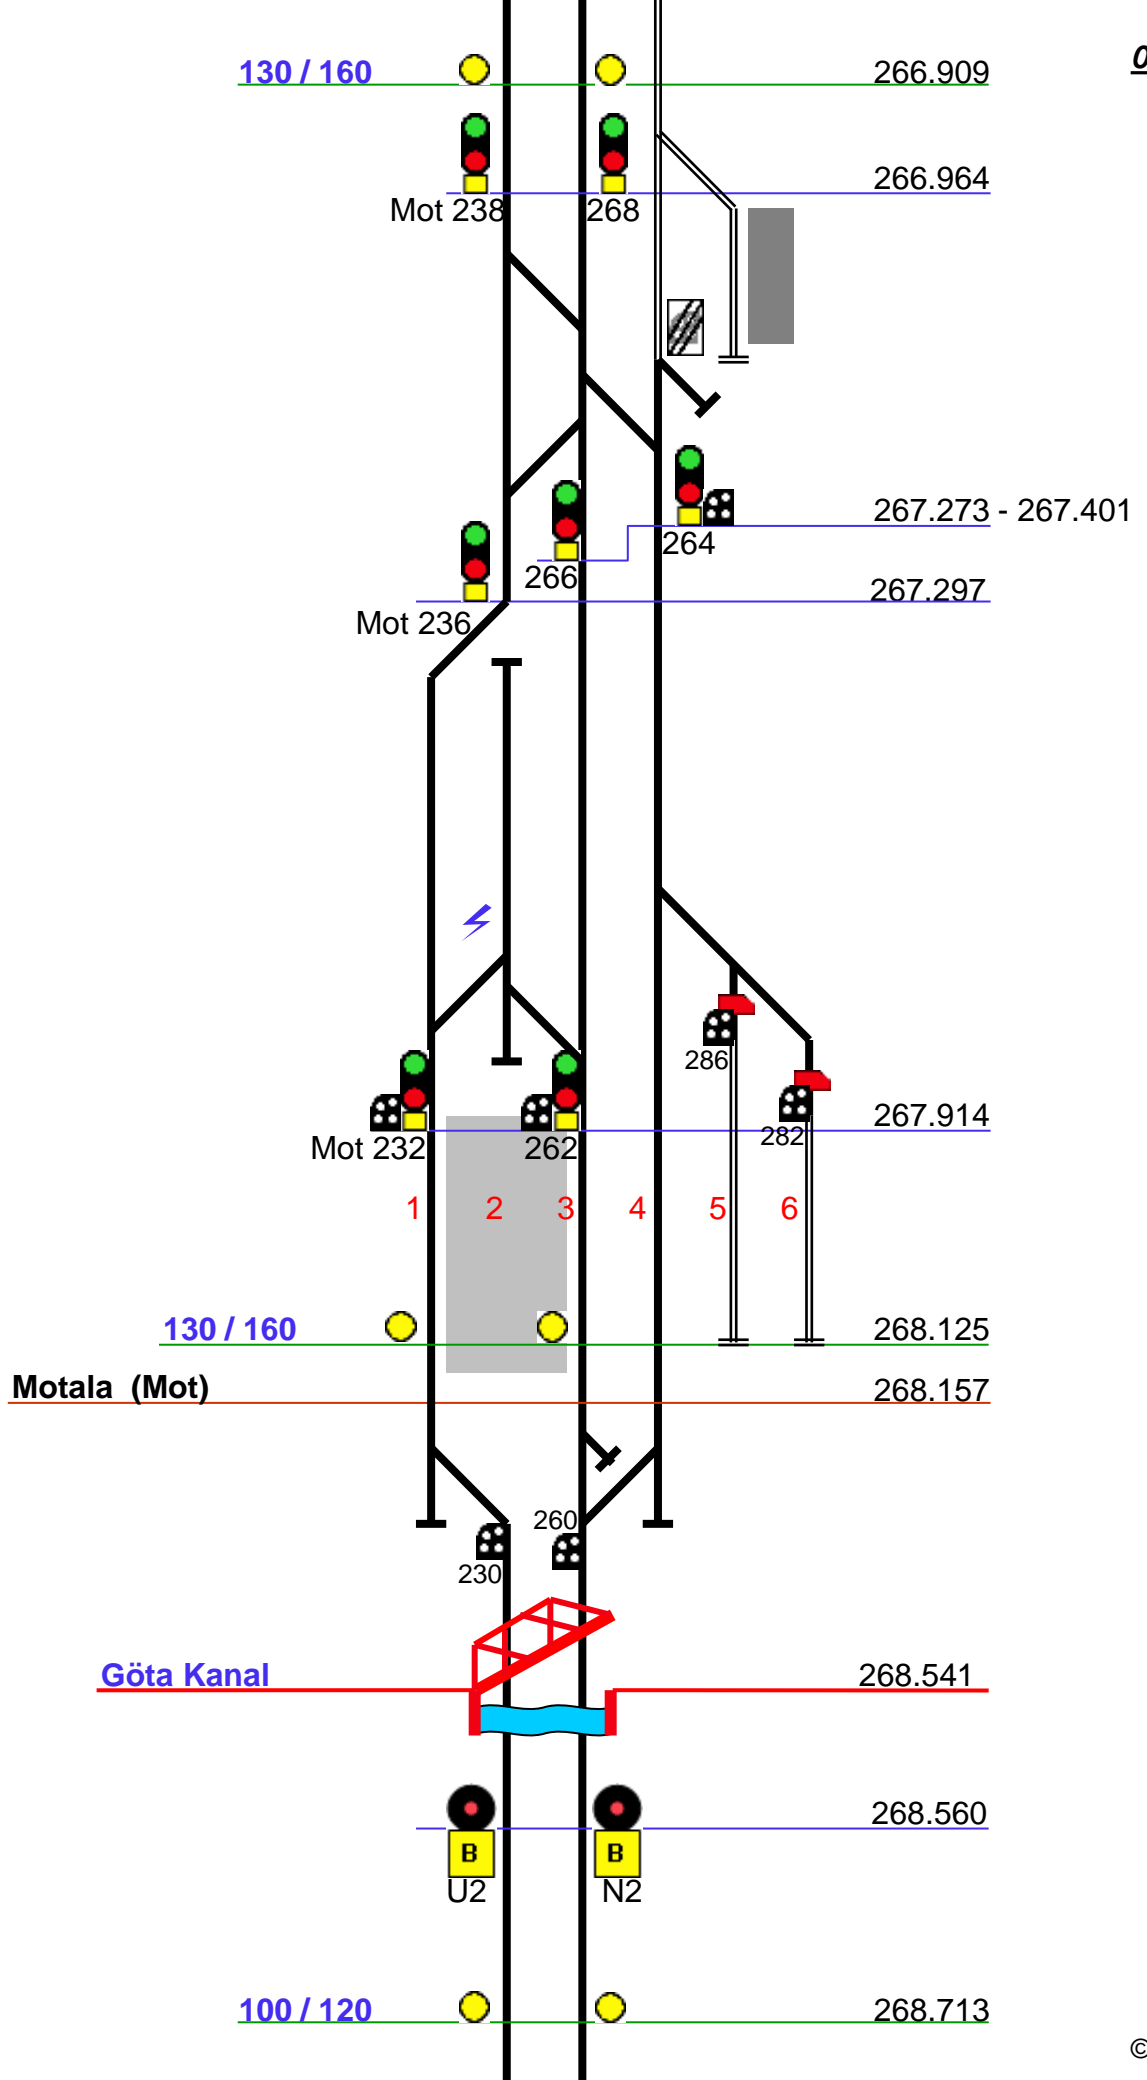 130 / 160 266.909 0
266.964
Mot 238 268
267.273 - 267.401
264
266
267.297
Mot 236
286
267.914
282
Mot 232 262
1 2 3 4 5 6
130 / 160 268.125
Motala (Mot) 268.157
260
230
Göta Kanal 268.541
268.560
B B
U2 N2
100 / 120 268.713
©